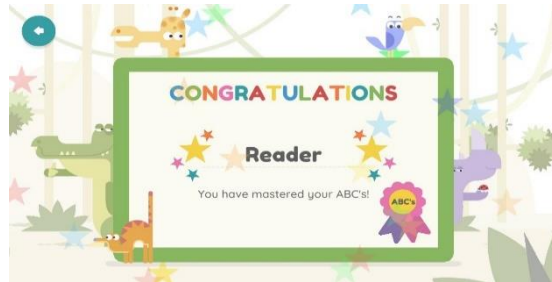 CONGRATULATIONS
Reader
You have mastered your ABC's!
ABC's